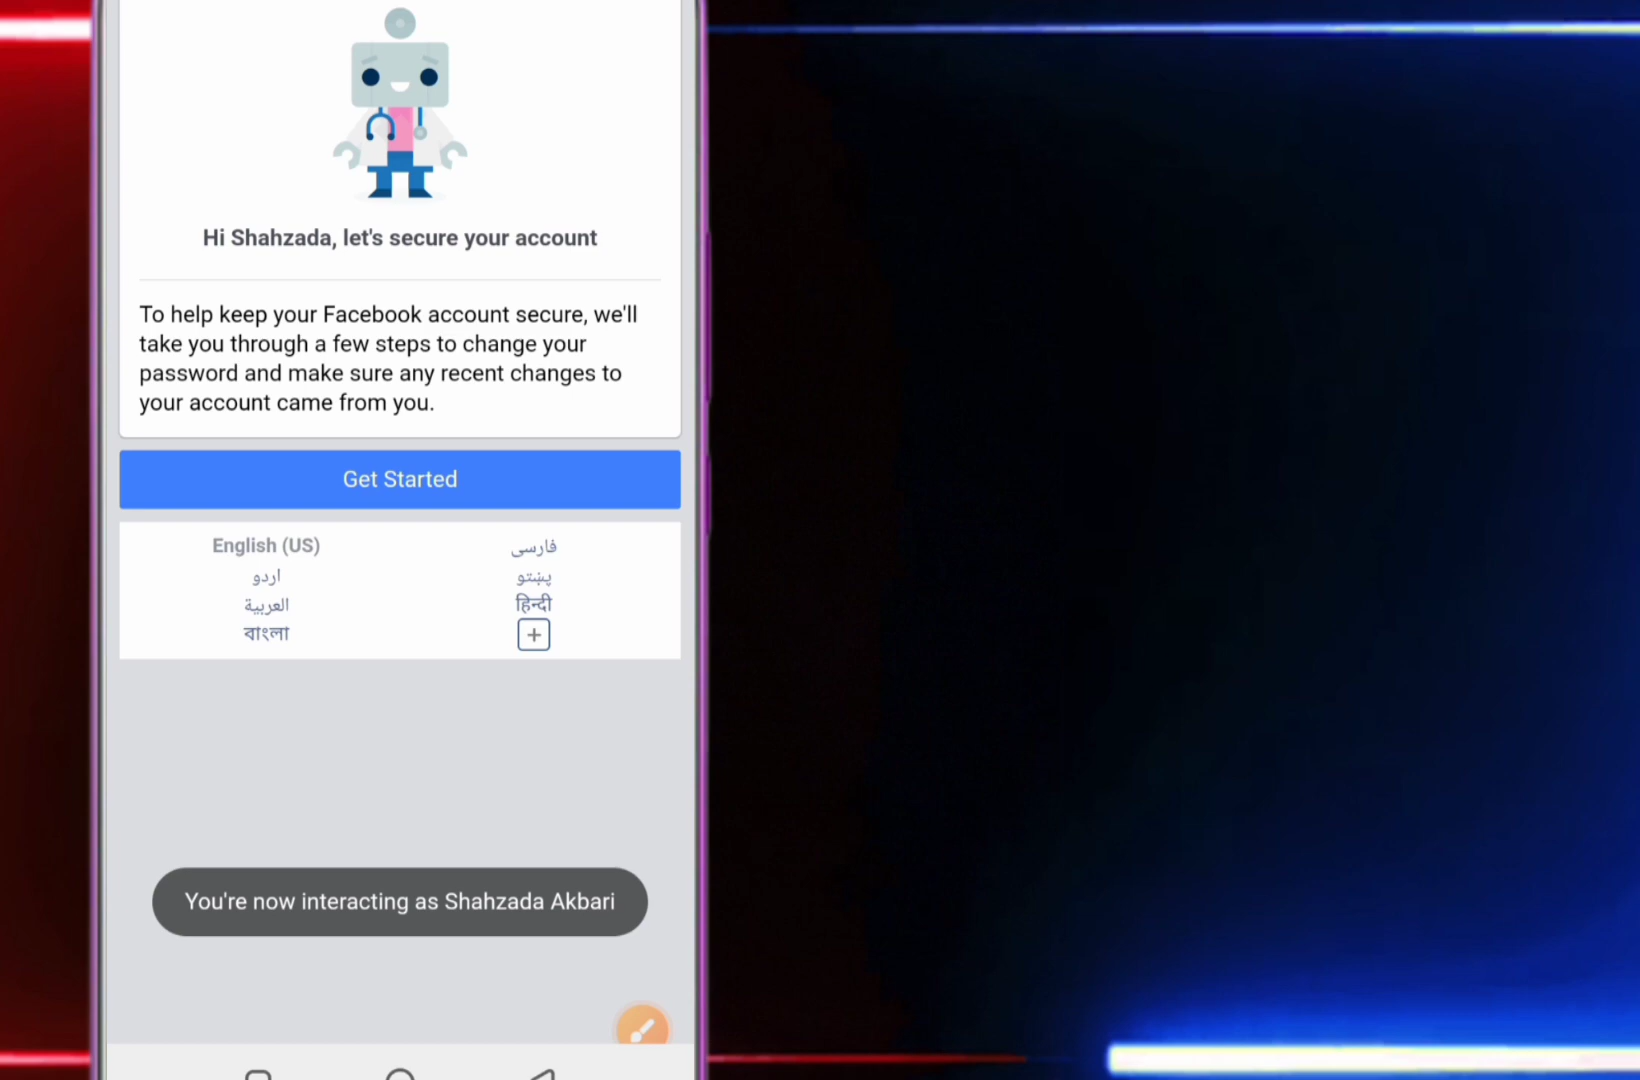 Hi Shahzada, let's secure your account
To help keep your Facebook account secure, we'll
take you through a few steps to change your
password and make sure any recent changes to
your account came from you.
Get Started
English (US)
فارسی
اردو
پښتو
العربية
हिन्दी
বাংলা
+
You're now interacting as Shahzada Akbari